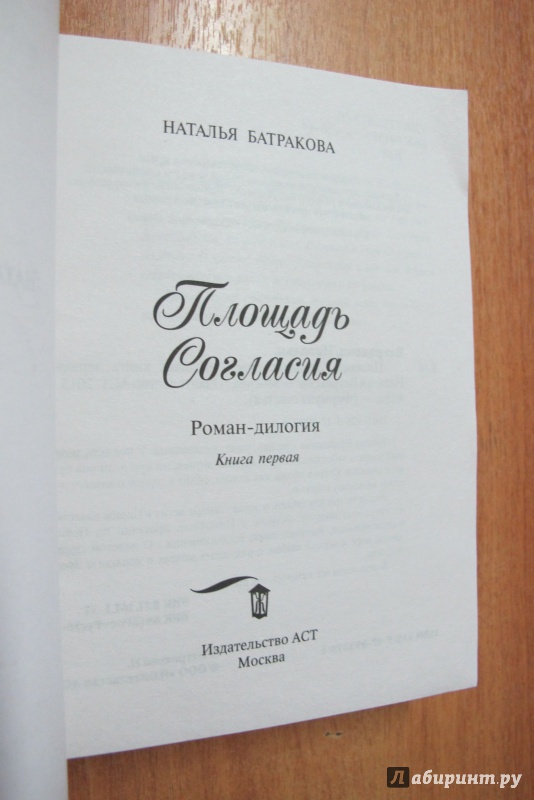 НАТАЛЬЯ БАТРАКОВА
Площадь
Согласия
Роман-дилогия
Книга первая
Издательство АСТ
Москва
Лабиринт.ру